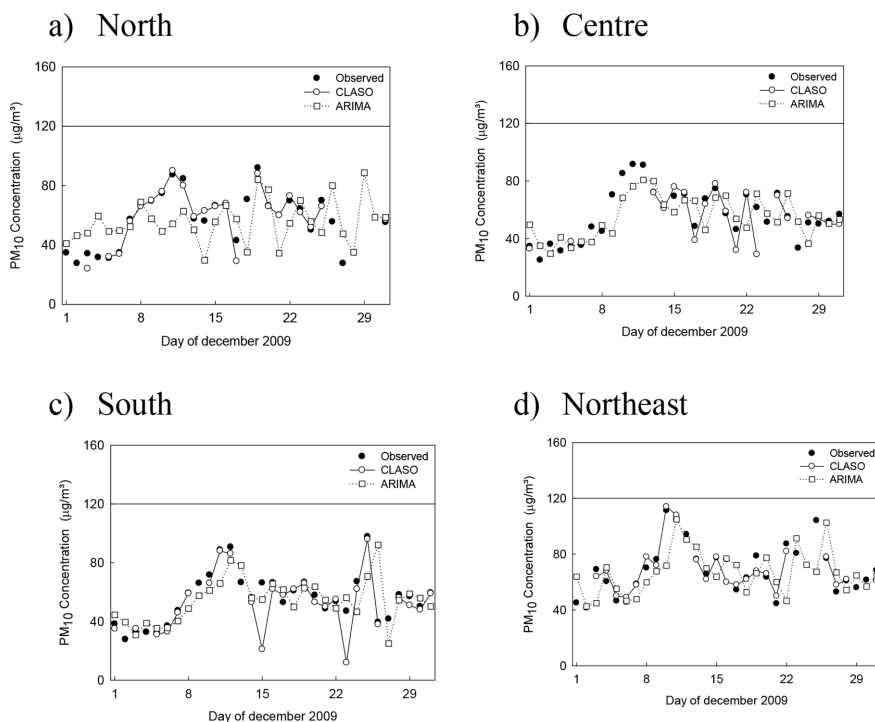 a) North
160
120
80
40
0
PM10 Concentration (µg/m³)
Observed
CLASO
ARIMA
1 8 15 22 29
Day of december 2009
b) Centre
160
120
80
40
0
PM10 Concentration (µg/m³)
Observed
CLASO
ARIMA
1 8 15 22 29
Day of december 2009
c) South
160
120
80
40
0
PM10 Concentration (µg/m³)
Observed
CLASO
ARIMA
1 8 15 22 29
Day of december 2009
d) Northeast
160
120
80
40
0
PM10 Concentration (µg/m³)
Observed
CLASO
ARIMA
1 8 15 22 29
Day of december 2009